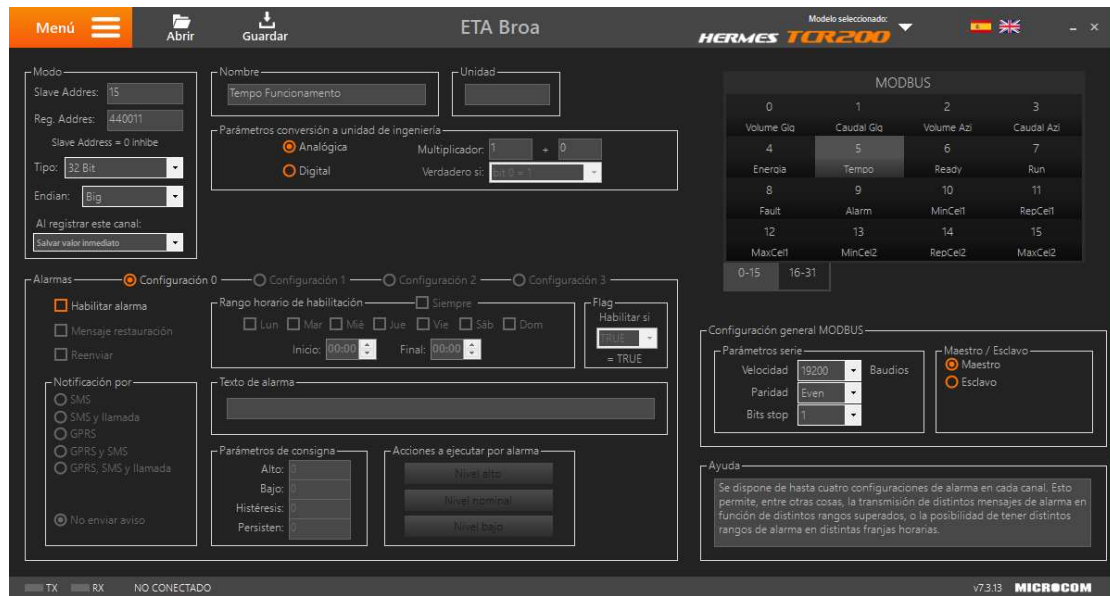 Menú
Abrir
Guardar
ETA Broa
Modelo seleccionado:
HERMES TCR200
Modo
Slave Addres: 15
Reg. Addres: 440011
Slave Address = 0 inhibe
Tipo: 32 Bit
Endian: Big
Al registrar este canal:
Salvar valor inmediato
Nombre
Tempo Funcionamento
Unidad
Parámetros conversión a unidad de ingeniería
Analógica
Multiplicador: 1 + 0
Digital
Verdadero si: bit 0 = 1
MODBUS
0 1 2 3
Volume Glq Caudal Glq Volume Azi Caudal Azi
4 5 6 7
Energia Tempo Ready Run
8 9 10 11
Fault Alarm MinCel1 RepCel1
12 13 14 15
MaxCel1 MinCel2 RepCel2 MaxCel2
0-15 16-31
Alarmas Configuración 0 Configuración 1 Configuración 2 Configuración 3
Habilitar alarma
Mensaje restauración
Reenviar
Rango horario de habilitación Siempre
Lun Mar Mié Jue Vie Sáb Dom
Inicio: 00:00 Final: 00:00
Flag
Habilitar si
TRUE
= TRUE
Notificación por
SMS
SMS y llamada
GPRS
GPRS y SMS
GPRS, SMS y llamada
No enviar aviso
Texto de alarma
Parámetros de consigna
Alto: 0
Bajo: 0
Histéresis: 0
Persisten: 0
Acciones a ejecutar por alarma
Nivel alto
Nivel nominal
Nivel bajo
Configuración general MODBUS
Parámetros serie
Velocidad 19200 Baudios
Paridad Even
Bits stop 1
Maestro / Esclavo
Maestro
Esclavo
Ayuda
Se dispone de hasta cuatro configuraciones de alarma en cada canal. Esto
permite, entre otras cosas, la transmisión de distintos mensajes de alarma en
función de distintos rangos superados, o la posibilidad de tener distintos
rangos de alarma en distintas franjas horarias.
TX RX NO CONECTADO
v7.3.13 MICROCOM